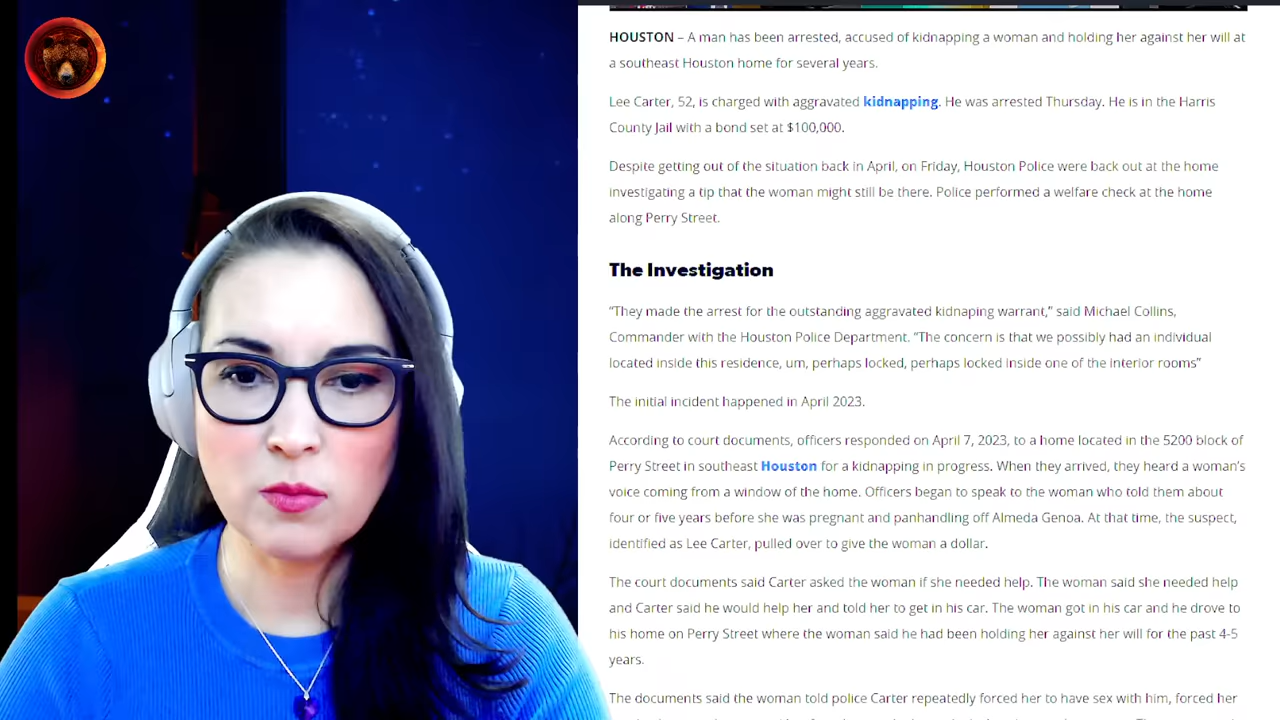 HOUSTON – A man has been arrested, accused of kidnapping a woman and holding her against her will at
a southeast Houston home for several years.
Lee Carter, 52, is charged with aggravated kidnapping. He was arrested Thursday. He is in the Harris
County Jail with a bond set at $100,000.
Despite getting out of the situation back in April, on Friday, Houston Police were back out at the home
investigating a tip that the woman might still be there. Police performed a welfare check at the home
along Perry Street.
The Investigation
“They made the arrest for the outstanding aggravated kidnaping warrant,” said Michael Collins,
Commander with the Houston Police Department. “The concern is that we possibly had an individual
located inside this residence, um, perhaps locked, perhaps locked inside one of the interior rooms”
The initial incident happened in April 2023.
According to court documents, officers responded on April 7, 2023, to a home located in the 5200 block of
Perry Street in southeast Houston for a kidnapping in progress. When they arrived, they heard a woman’s
voice coming from a window of the home. Officers began to speak to the woman who told them about
four or five years before she was pregnant and panhandling off Almeda Genoa. At that time, the suspect,
identified as Lee Carter, pulled over to give the woman a dollar.
The court documents said Carter asked the woman if she needed help. The woman said she needed help
and Carter said he would help her and told her to get in his car. The woman got in his car and he drove to
his home on Perry Street where the woman said he had been holding her against her will for the past 4-5
years.
The documents said the woman told police Carter repeatedly forced her to have sex with him, forced her